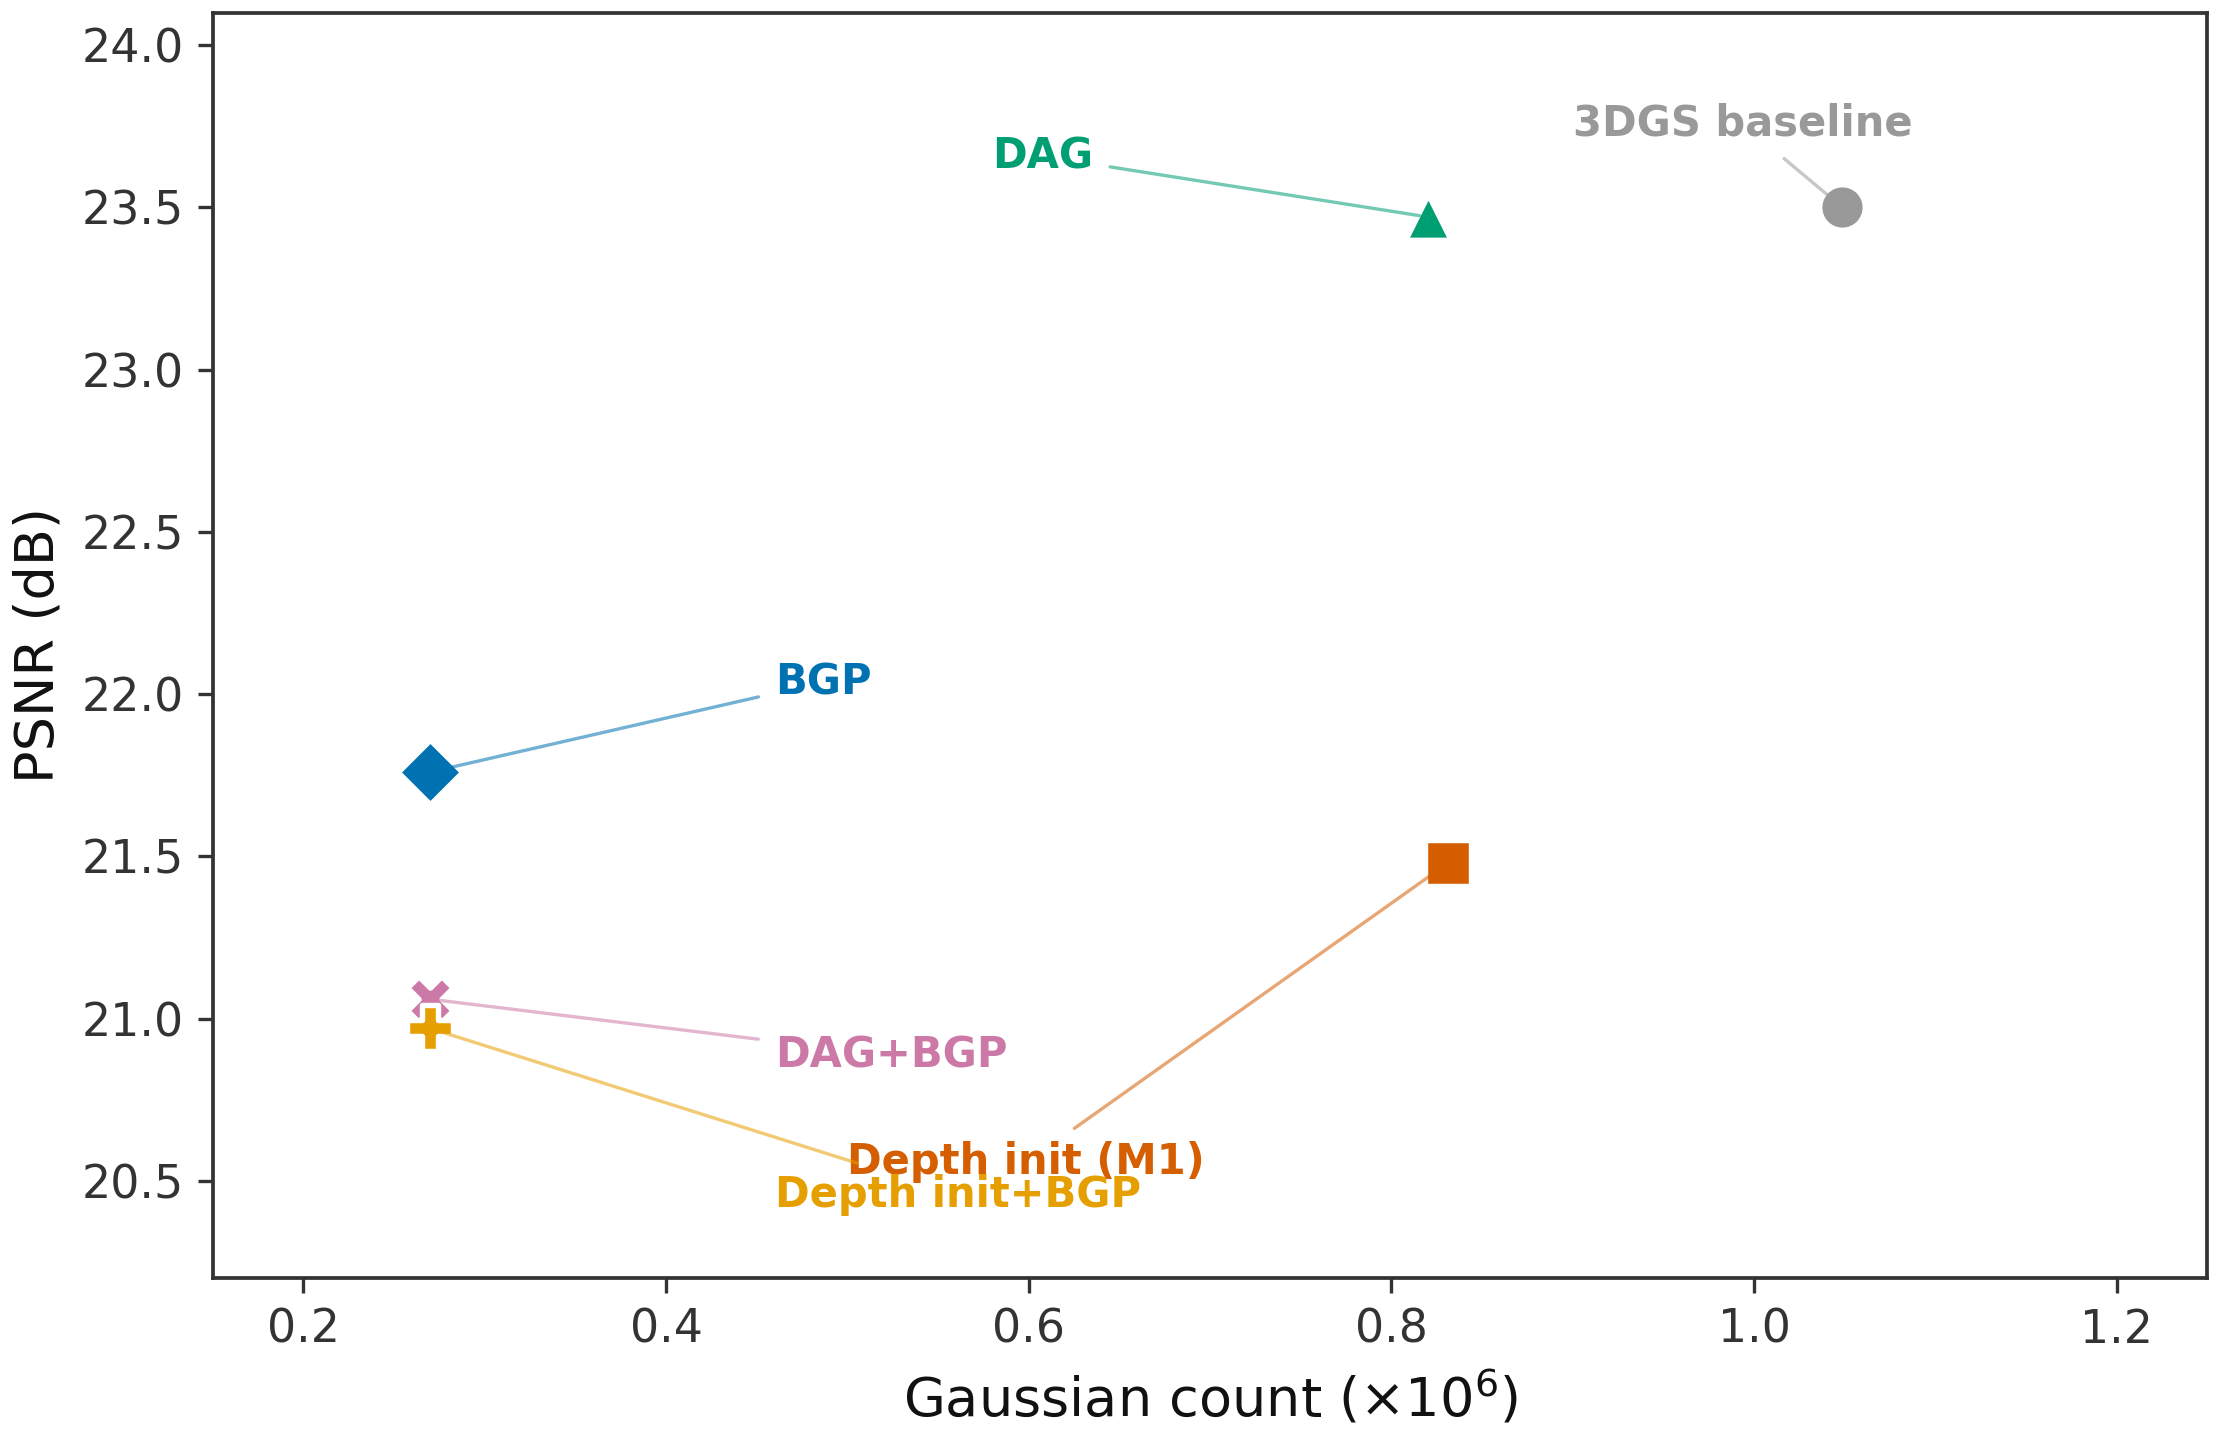 24.0
3DGS baseline
DAG
23.5
23.0
22.5
PSNR (dB)
22.0
BGP
21.5
21.0
DAG+BGP
Depth init (M1)
20.5
Depth init+BGP
0.2
0.4
0.6
0.8
1.0
1.2
Gaussian count (×10⁶)